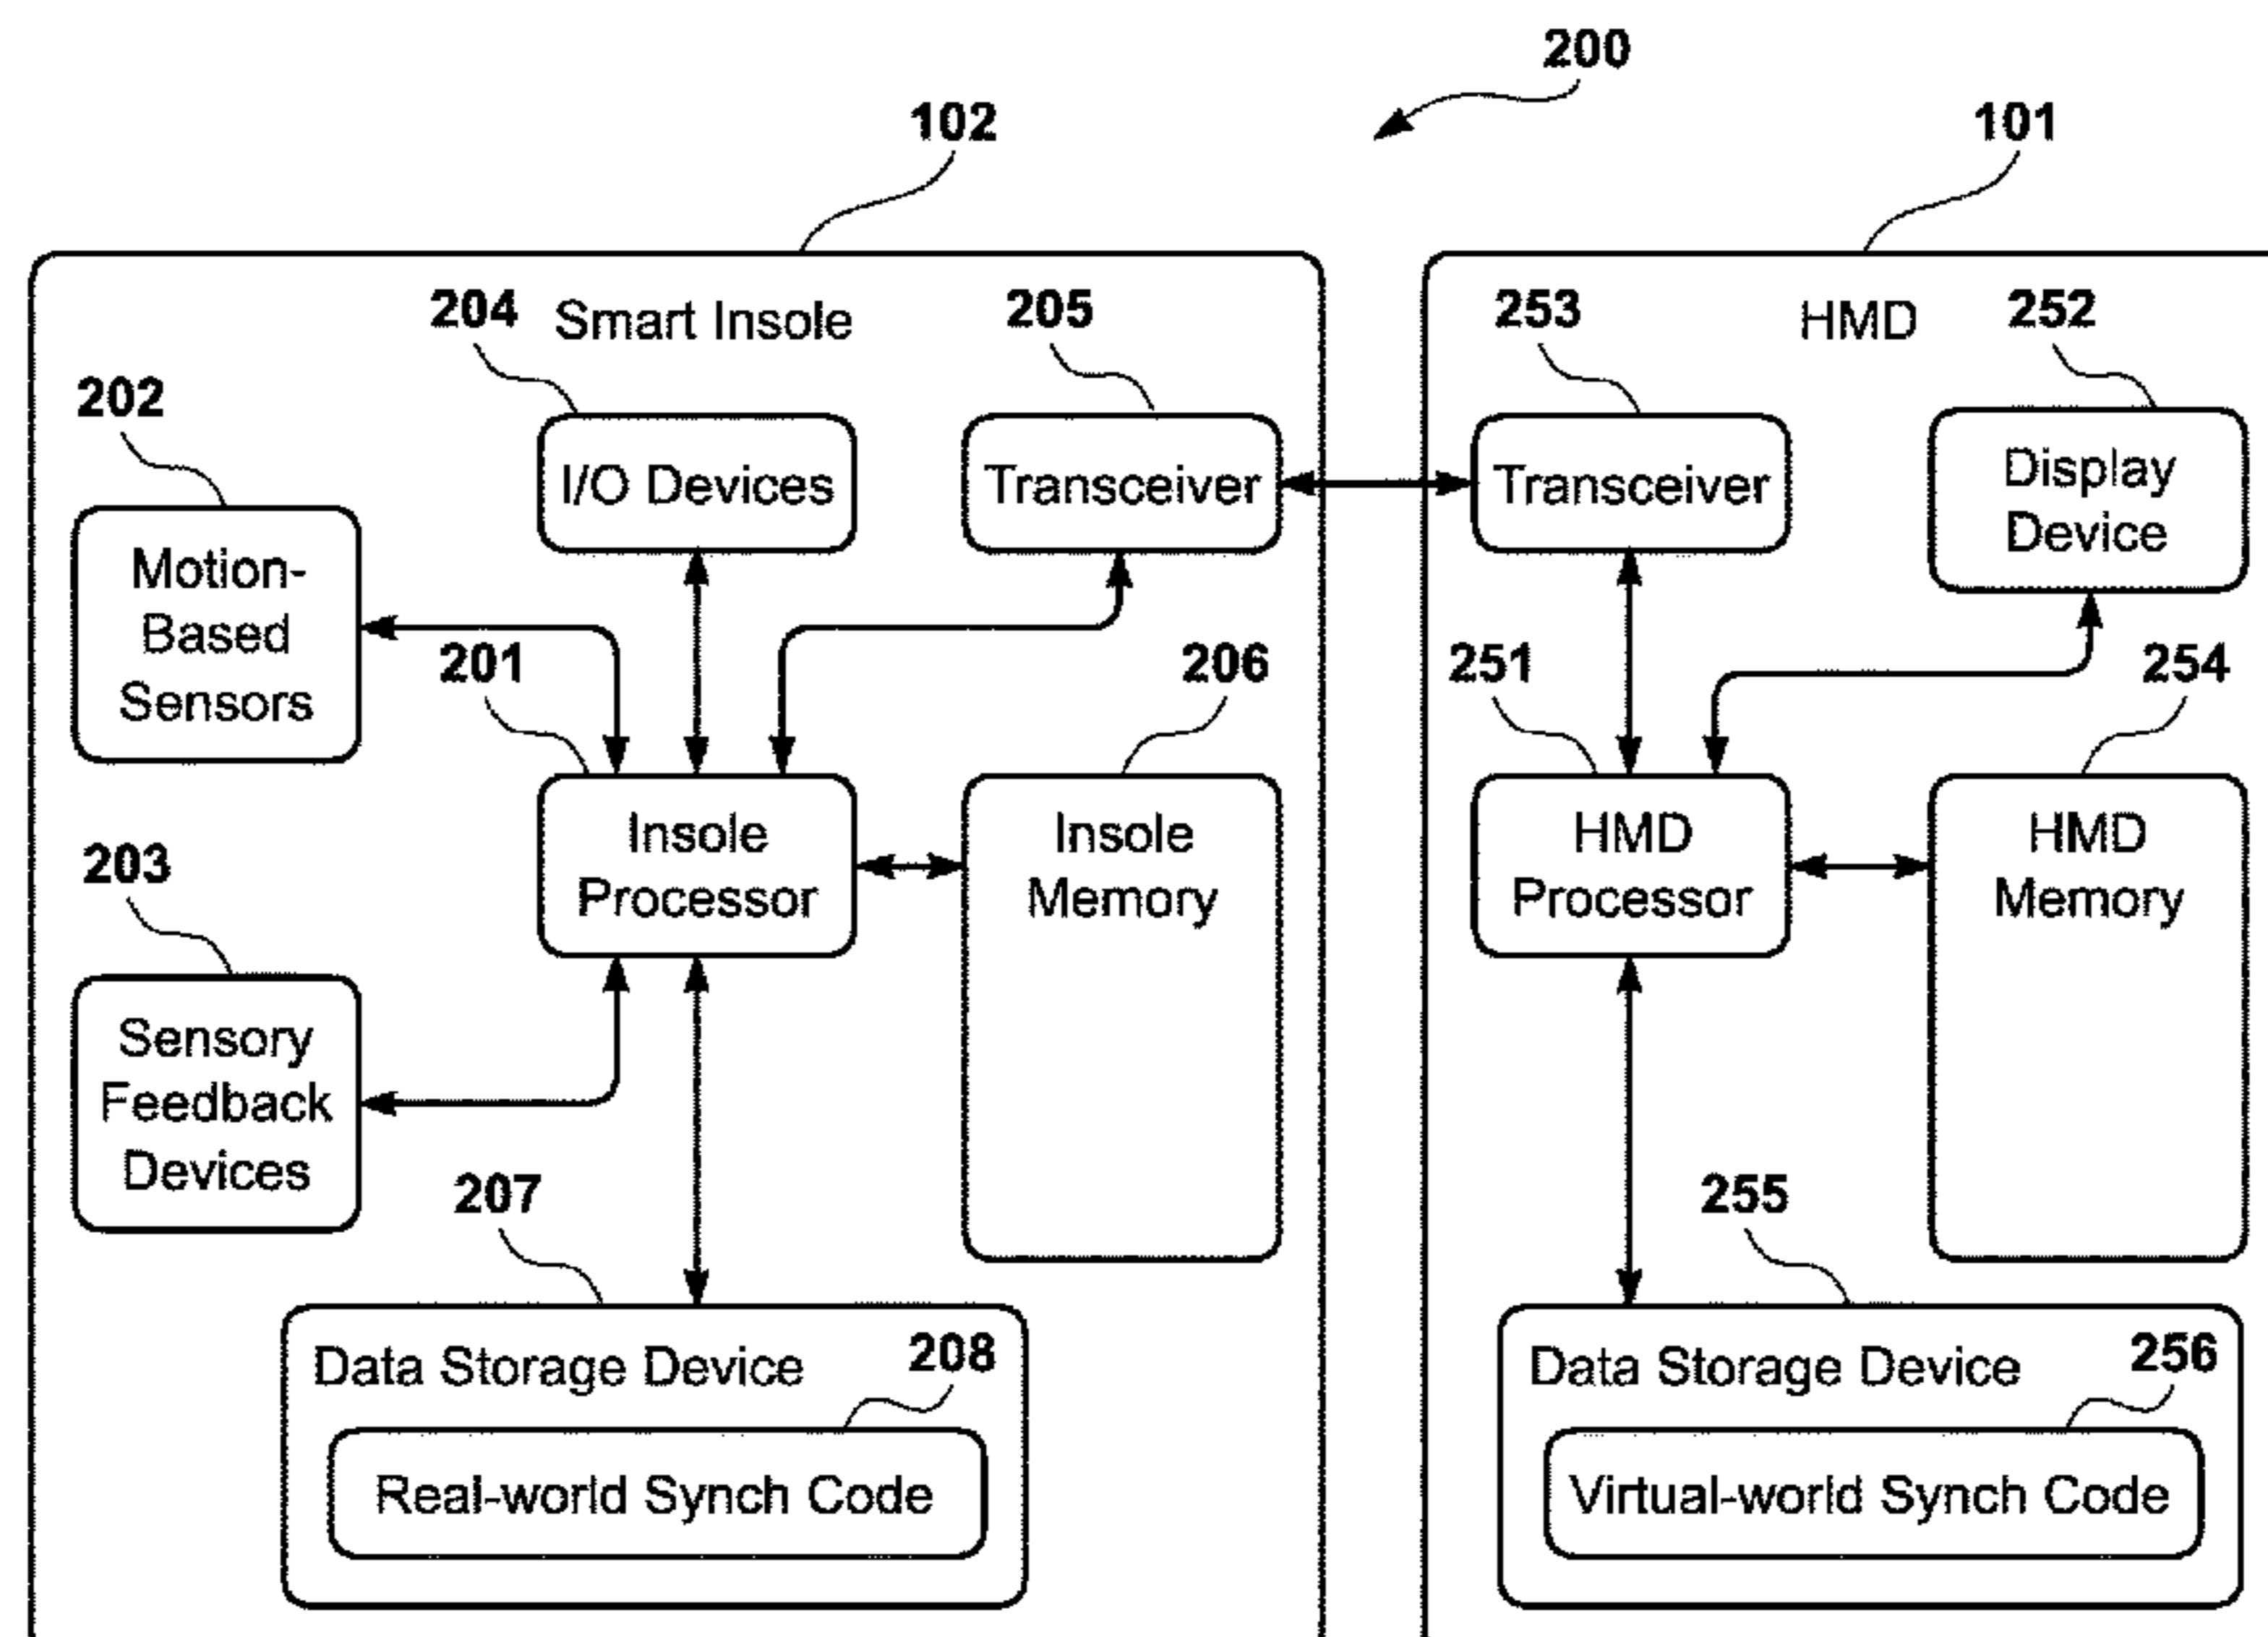 200
102
101
204
Smart Insole
205
253
HMD
252
202
I/O Devices
Transceiver
Transceiver
Display
Device
Motion-
Based
Sensors
201
206
251
254
Insole
Processor
Insole
Memory
HMD
Processor
HMD
Memory
203
Sensory
Feedback
Devices
207
255
Data Storage Device
208
Data Storage Device
256
Real-world Synch Code
Virtual-world Synch Code